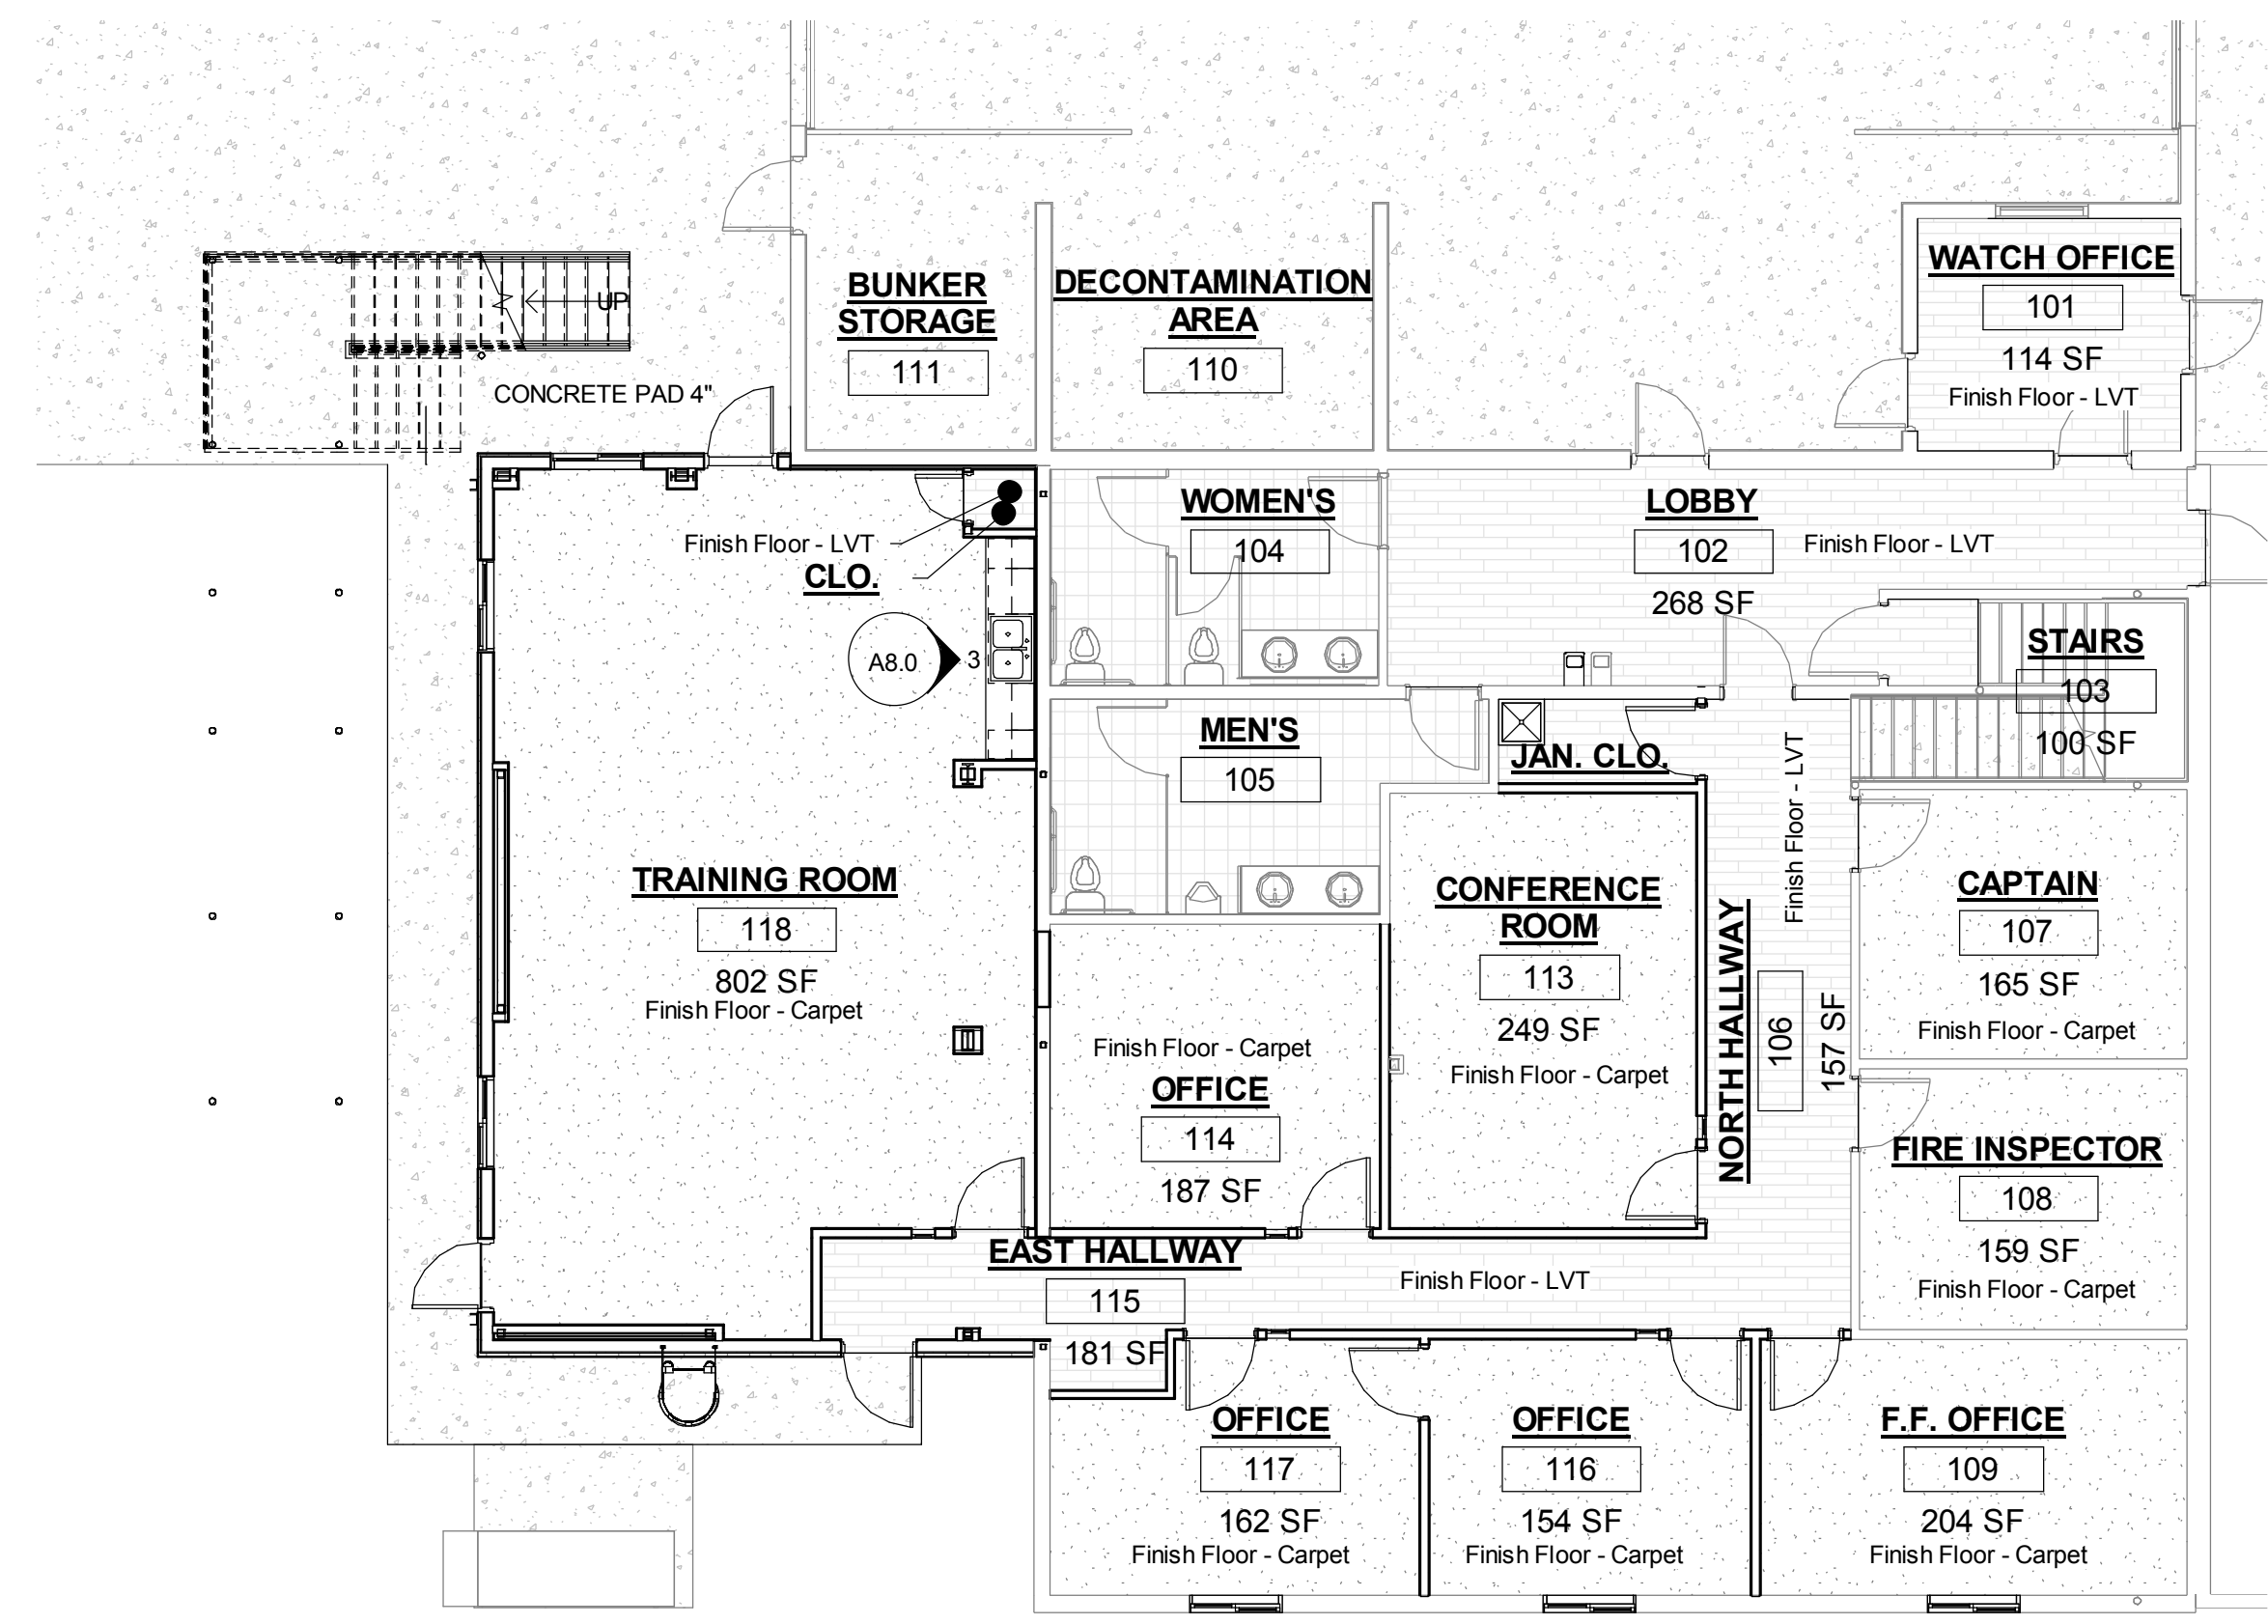 WATCH OFFICE
101
114 SF
Finish Floor - LVT
BUNKER
STORAGE
111
DECONTAMINATION
AREA
110
UP
CONCRETE PAD 4"
WOMEN'S
104
LOBBY
102
268 SF
Finish Floor - LVT
Finish Floor - LVT
CLO.
A8.0
3
STAIRS
103
100 SF
MEN'S
105
JAN. CLO.
Finish Floor - LVT
NORTH HALLWAY
106
157 SF
TRAINING ROOM
118
802 SF
Finish Floor - Carpet
CONFERENCE
ROOM
113
249 SF
Finish Floor - Carpet
CAPTAIN
107
165 SF
Finish Floor - Carpet
Finish Floor - Carpet
OFFICE
114
187 SF
FIRE INSPECTOR
108
159 SF
Finish Floor - Carpet
EAST HALLWAY
115
181 SF
Finish Floor - LVT
OFFICE
117
162 SF
Finish Floor - Carpet
OFFICE
116
154 SF
Finish Floor - Carpet
F.F. OFFICE
109
204 SF
Finish Floor - Carpet